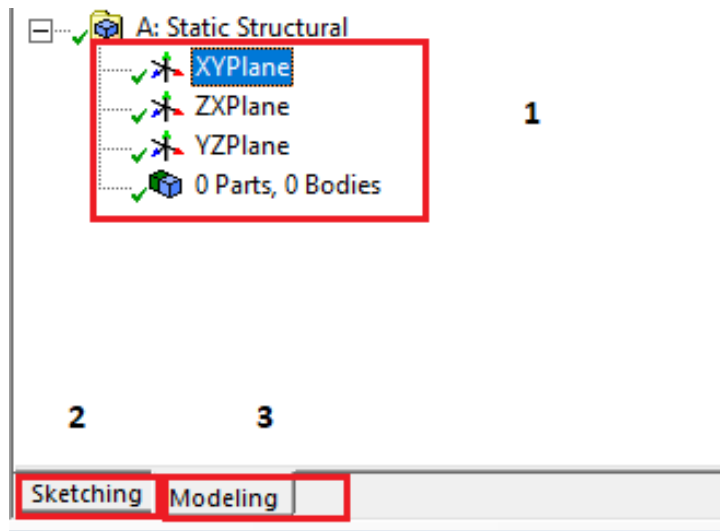 A: Static Structural
XYPlane
ZXPlane
1
YZPlane
0 Parts, 0 Bodies
2 3
Sketching Modeling